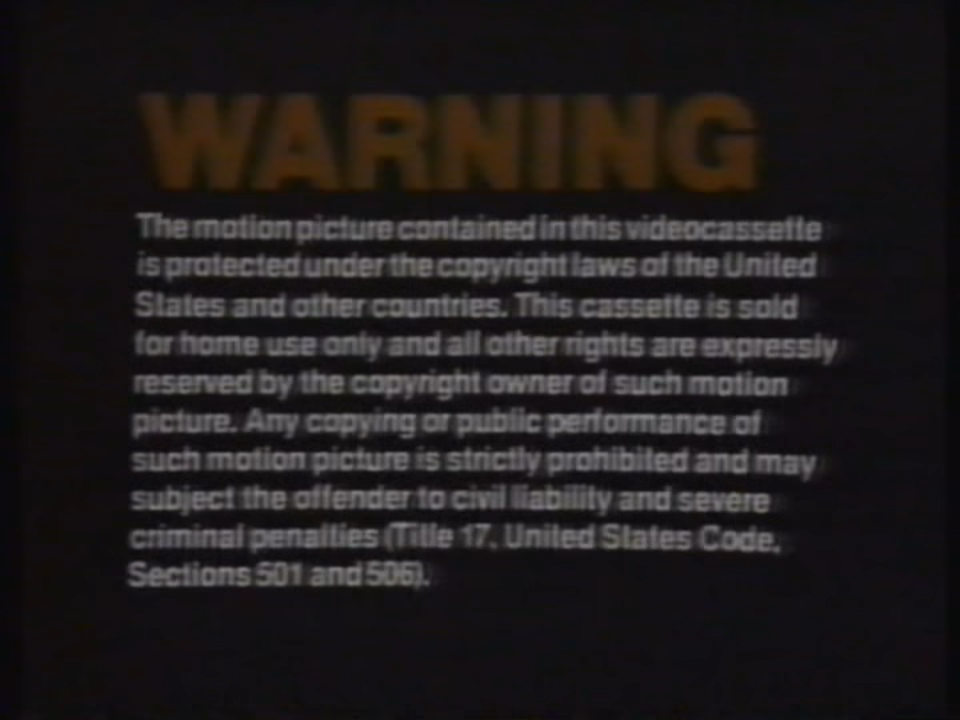 WARNING
The motion picture contained in this videocassette
is protected under the copyright laws of the United
States and other countries. This cassette is sold
for home use only and all other rights are expressly
reserved by the copyright owner of such motion
picture. Any copying or public performance of
such motion picture is strictly prohibited and may
subject the offender to civil liability and severe
criminal penalties (Title 17, United States Code,
Sections 501 and 506).